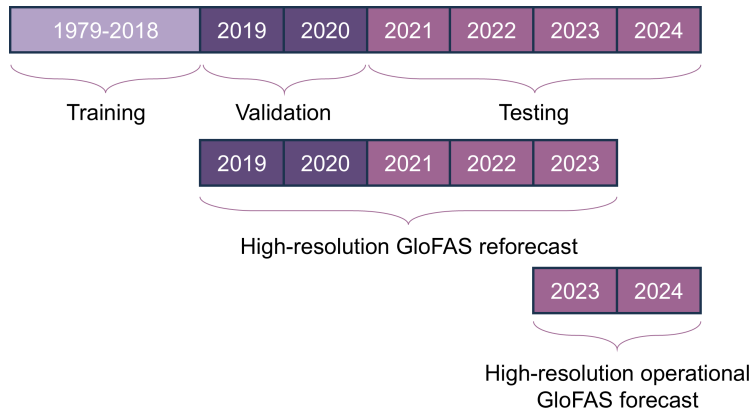 1979-2018 2019 2020 2021 2022 2023 2024
Training Validation Testing
2019 2020 2021 2022 2023
High-resolution GloFAS reforecast
2023 2024
High-resolution operational
GloFAS forecast